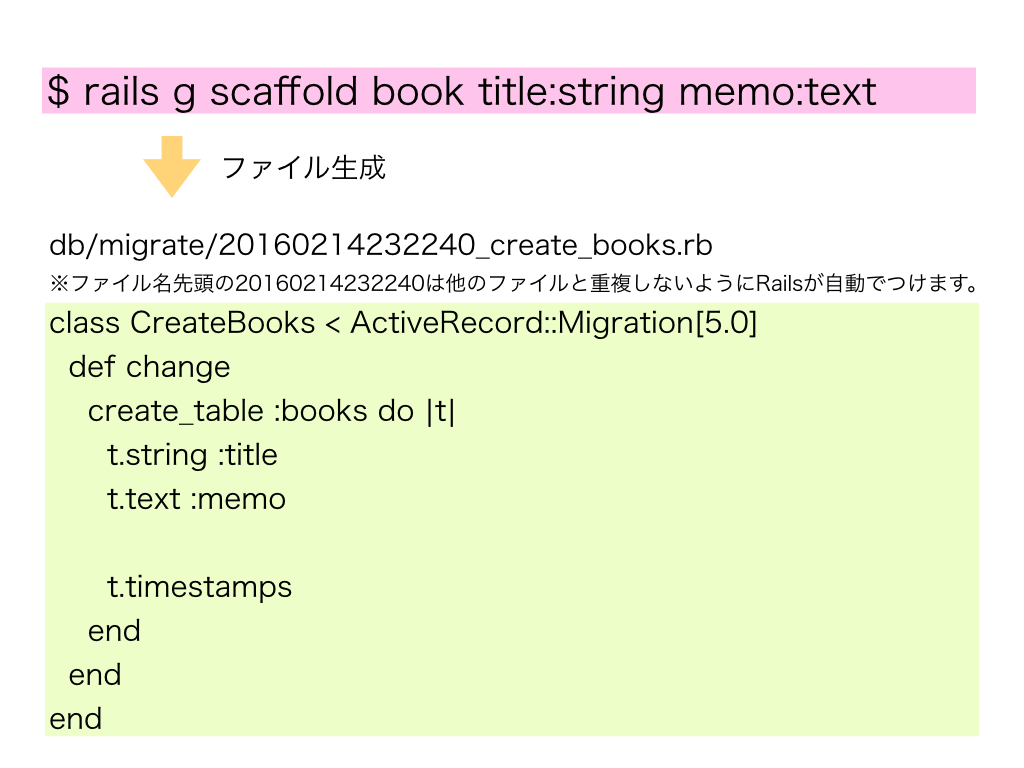 $ rails g scaffold book title:string memo:text
ファイル生成
db/migrate/20160214232240_create_books.rb
※ファイル名先頭の20160214232240は他のファイルと重複しないようにRailsが自動でつけます。
class CreateBooks < ActiveRecord::Migration[5.0]
  def change
    create_table :books do |t|
      t.string :title
      t.text :memo
      t.timestamps
    end
  end
end